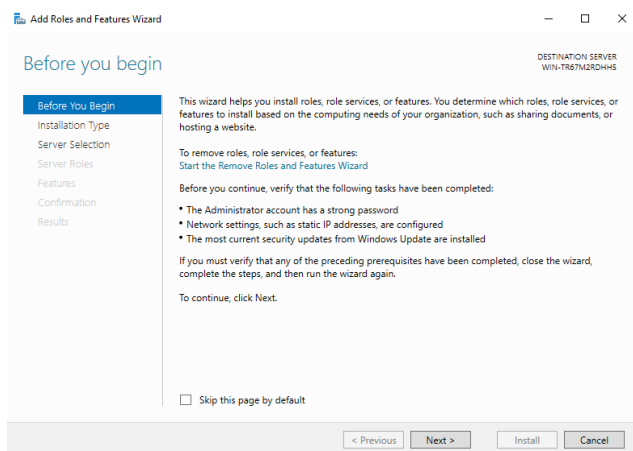 Add Roles and Features Wizard
Before you begin
DESTINATION SERVER
WIN-TR67M2RDHHS
Before You Begin
Installation Type
Server Selection
Server Roles
Features
Confirmation
Results
This wizard helps you install roles, role services, or features. You determine which roles, role services, or
features to install based on the computing needs of your organization, such as sharing documents, or
hosting a website.
To remove roles, role services, or features:
Start the Remove Roles and Features Wizard
Before you continue, verify that the following tasks have been completed:
• The Administrator account has a strong password
• Network settings, such as static IP addresses, are configured
• The most current security updates from Windows Update are installed
If you must verify that any of the preceding prerequisites have been completed, close the wizard,
complete the steps, and then run the wizard again.
To continue, click Next.
Skip this page by default
< Previous
Next >
Install
Cancel